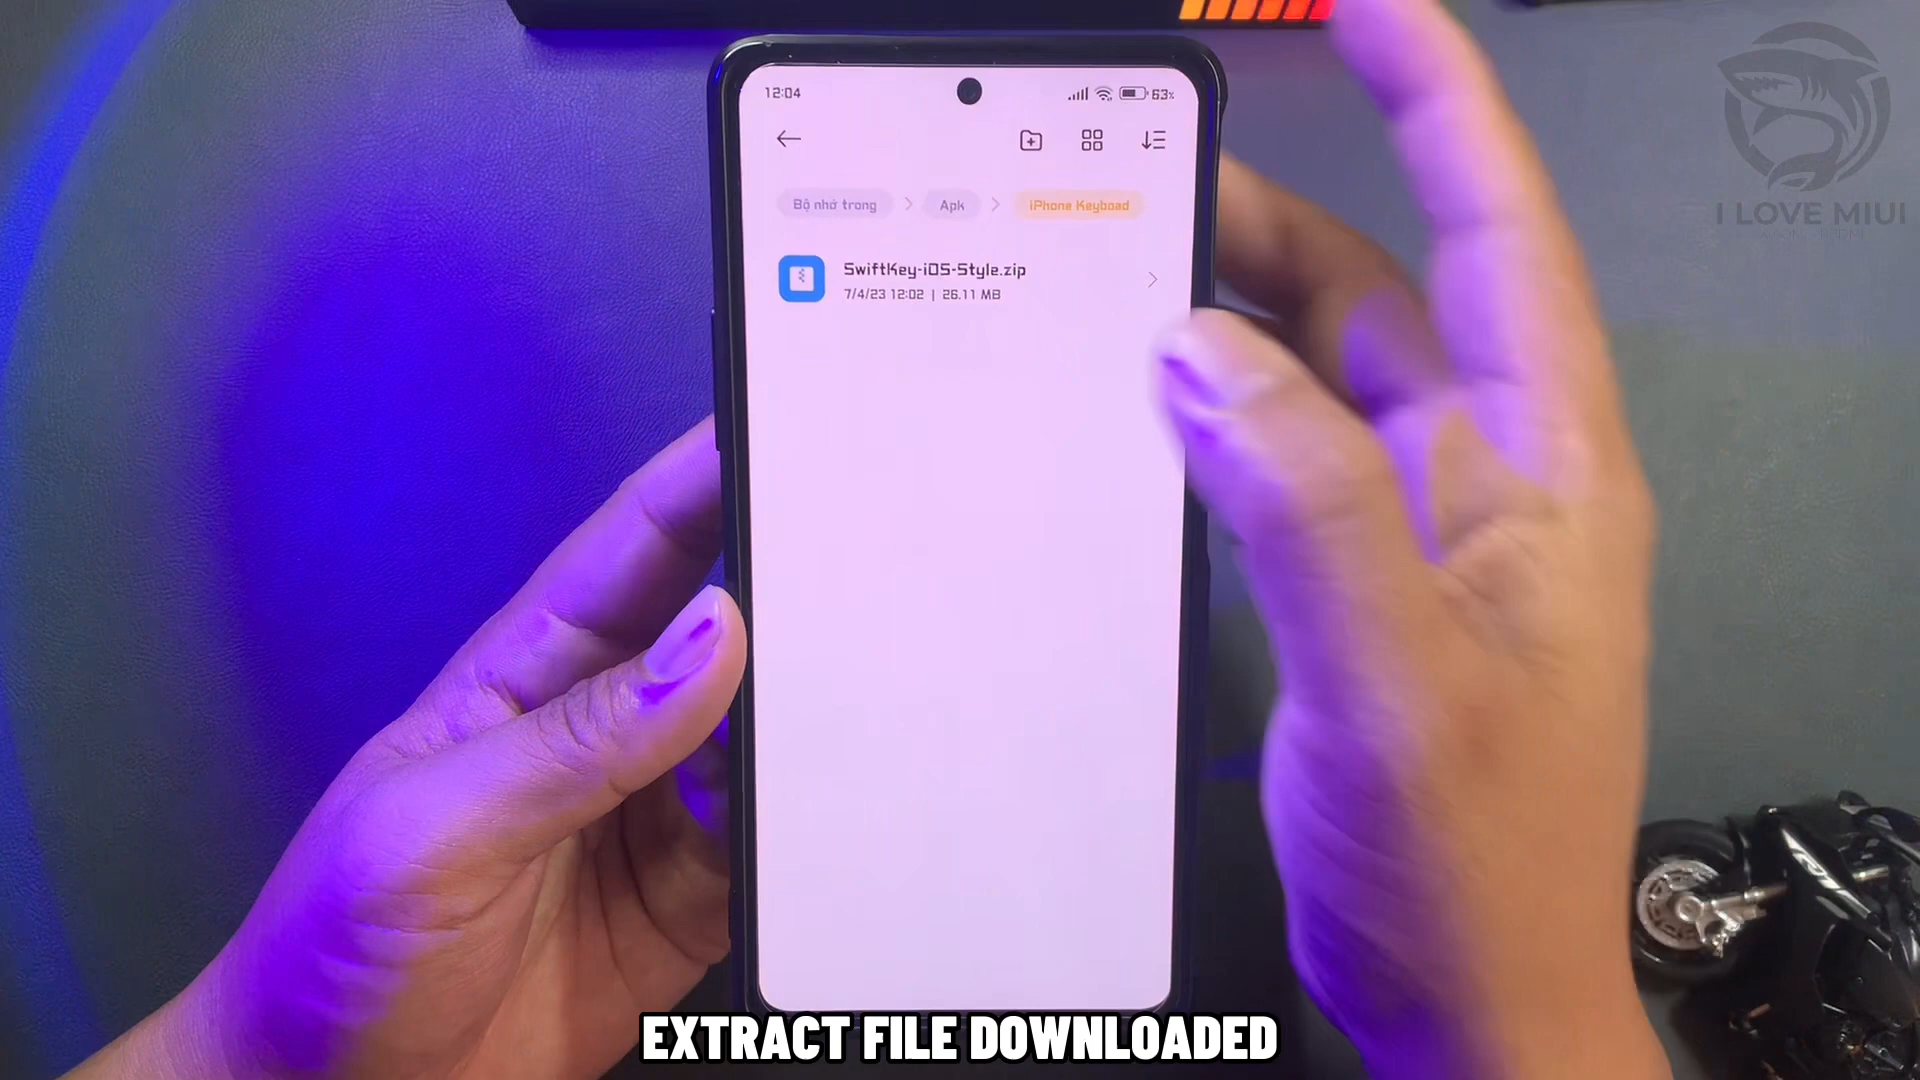 12:04
63%
I LOVE MIUI
Bộ nhớ trong > Apk > iPhone Keyboad
SwiftKey-iOS-Style.zip
7/4/23 12:02 | 26.11 MB
EXTRACT FILE DOWNLOADED